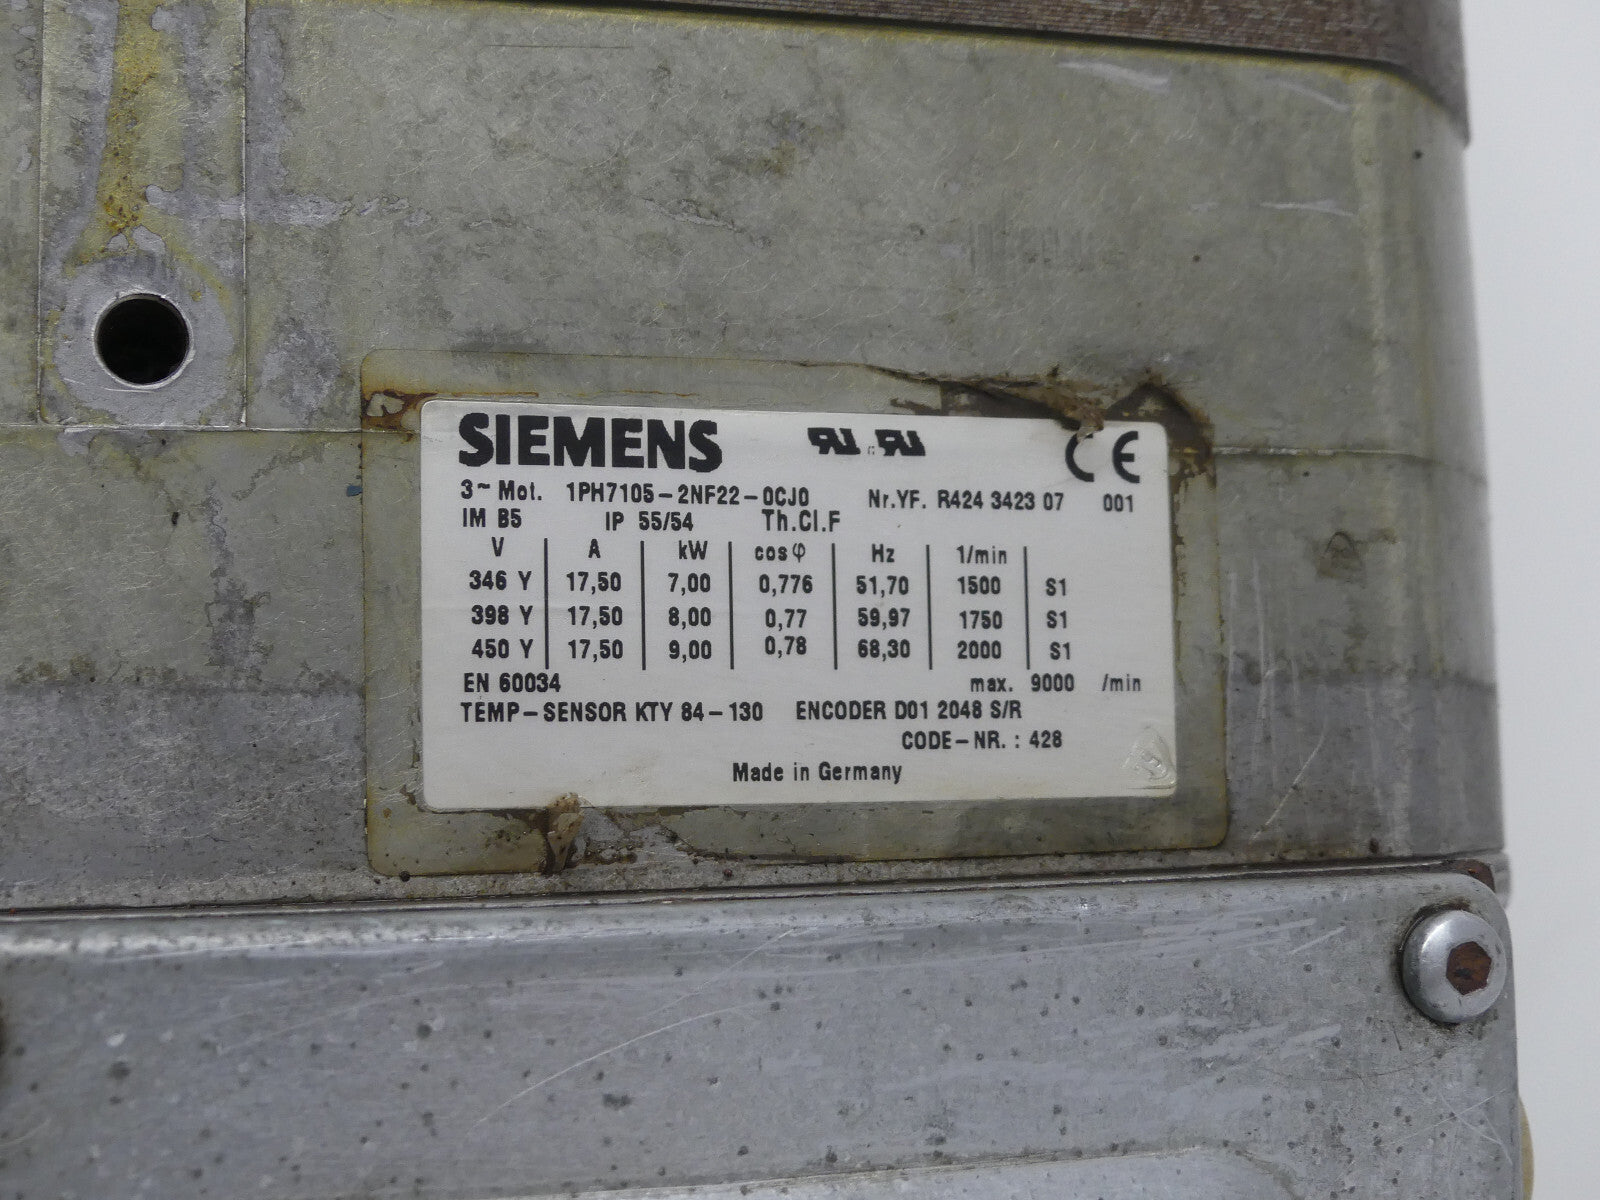 SIEMENS
3~Mot. 1PH7105-2NF22-0CJ0 Nr.YF. R424 3423 07 001
IM B5 IP 55/54 Th.Cl.F
V A kW cosφ Hz 1/min
346 Y 17,50 7,00 0,776 51,70 1500 S1
398 Y 17,50 8,00 0,77 59,97 1750 S1
450 Y 17,50 9,00 0,78 68,30 2000 S1
EN 60034 max. 9000 /min
TEMP-SENSOR KTY 84-130 ENCODER D01 2048 S/R
CODE-NR. : 428
Made in Germany